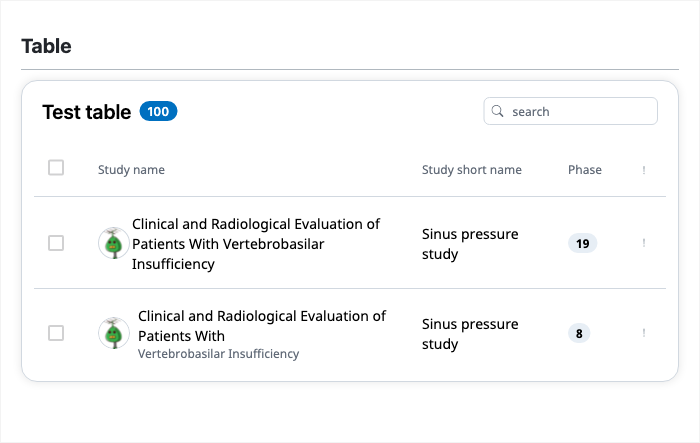 Table
Test table 100
search
Study name Study short name Phase !
Clinical and Radiological Evaluation of
Patients With Vertebrobasilar
Insufficiency
Sinus pressure
study
19
!
Clinical and Radiological Evaluation of
Patients With
Vertebrobasilar Insufficiency
Sinus pressure
study
8
!